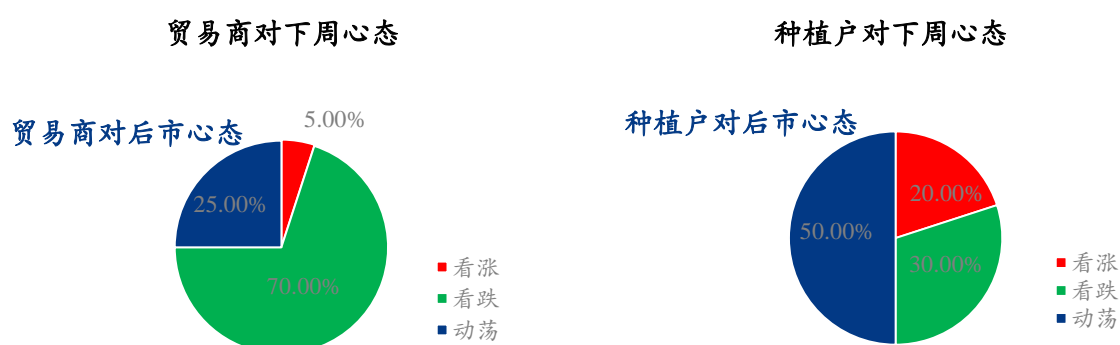 贸易商对下周心态
贸易商对后市心态
5.00%
25.00%
70.00%
看涨
看跌
动荡
种植户对下周心态
种植户对后市心态
20.00%
50.00%
30.00%
看涨
看跌
动荡